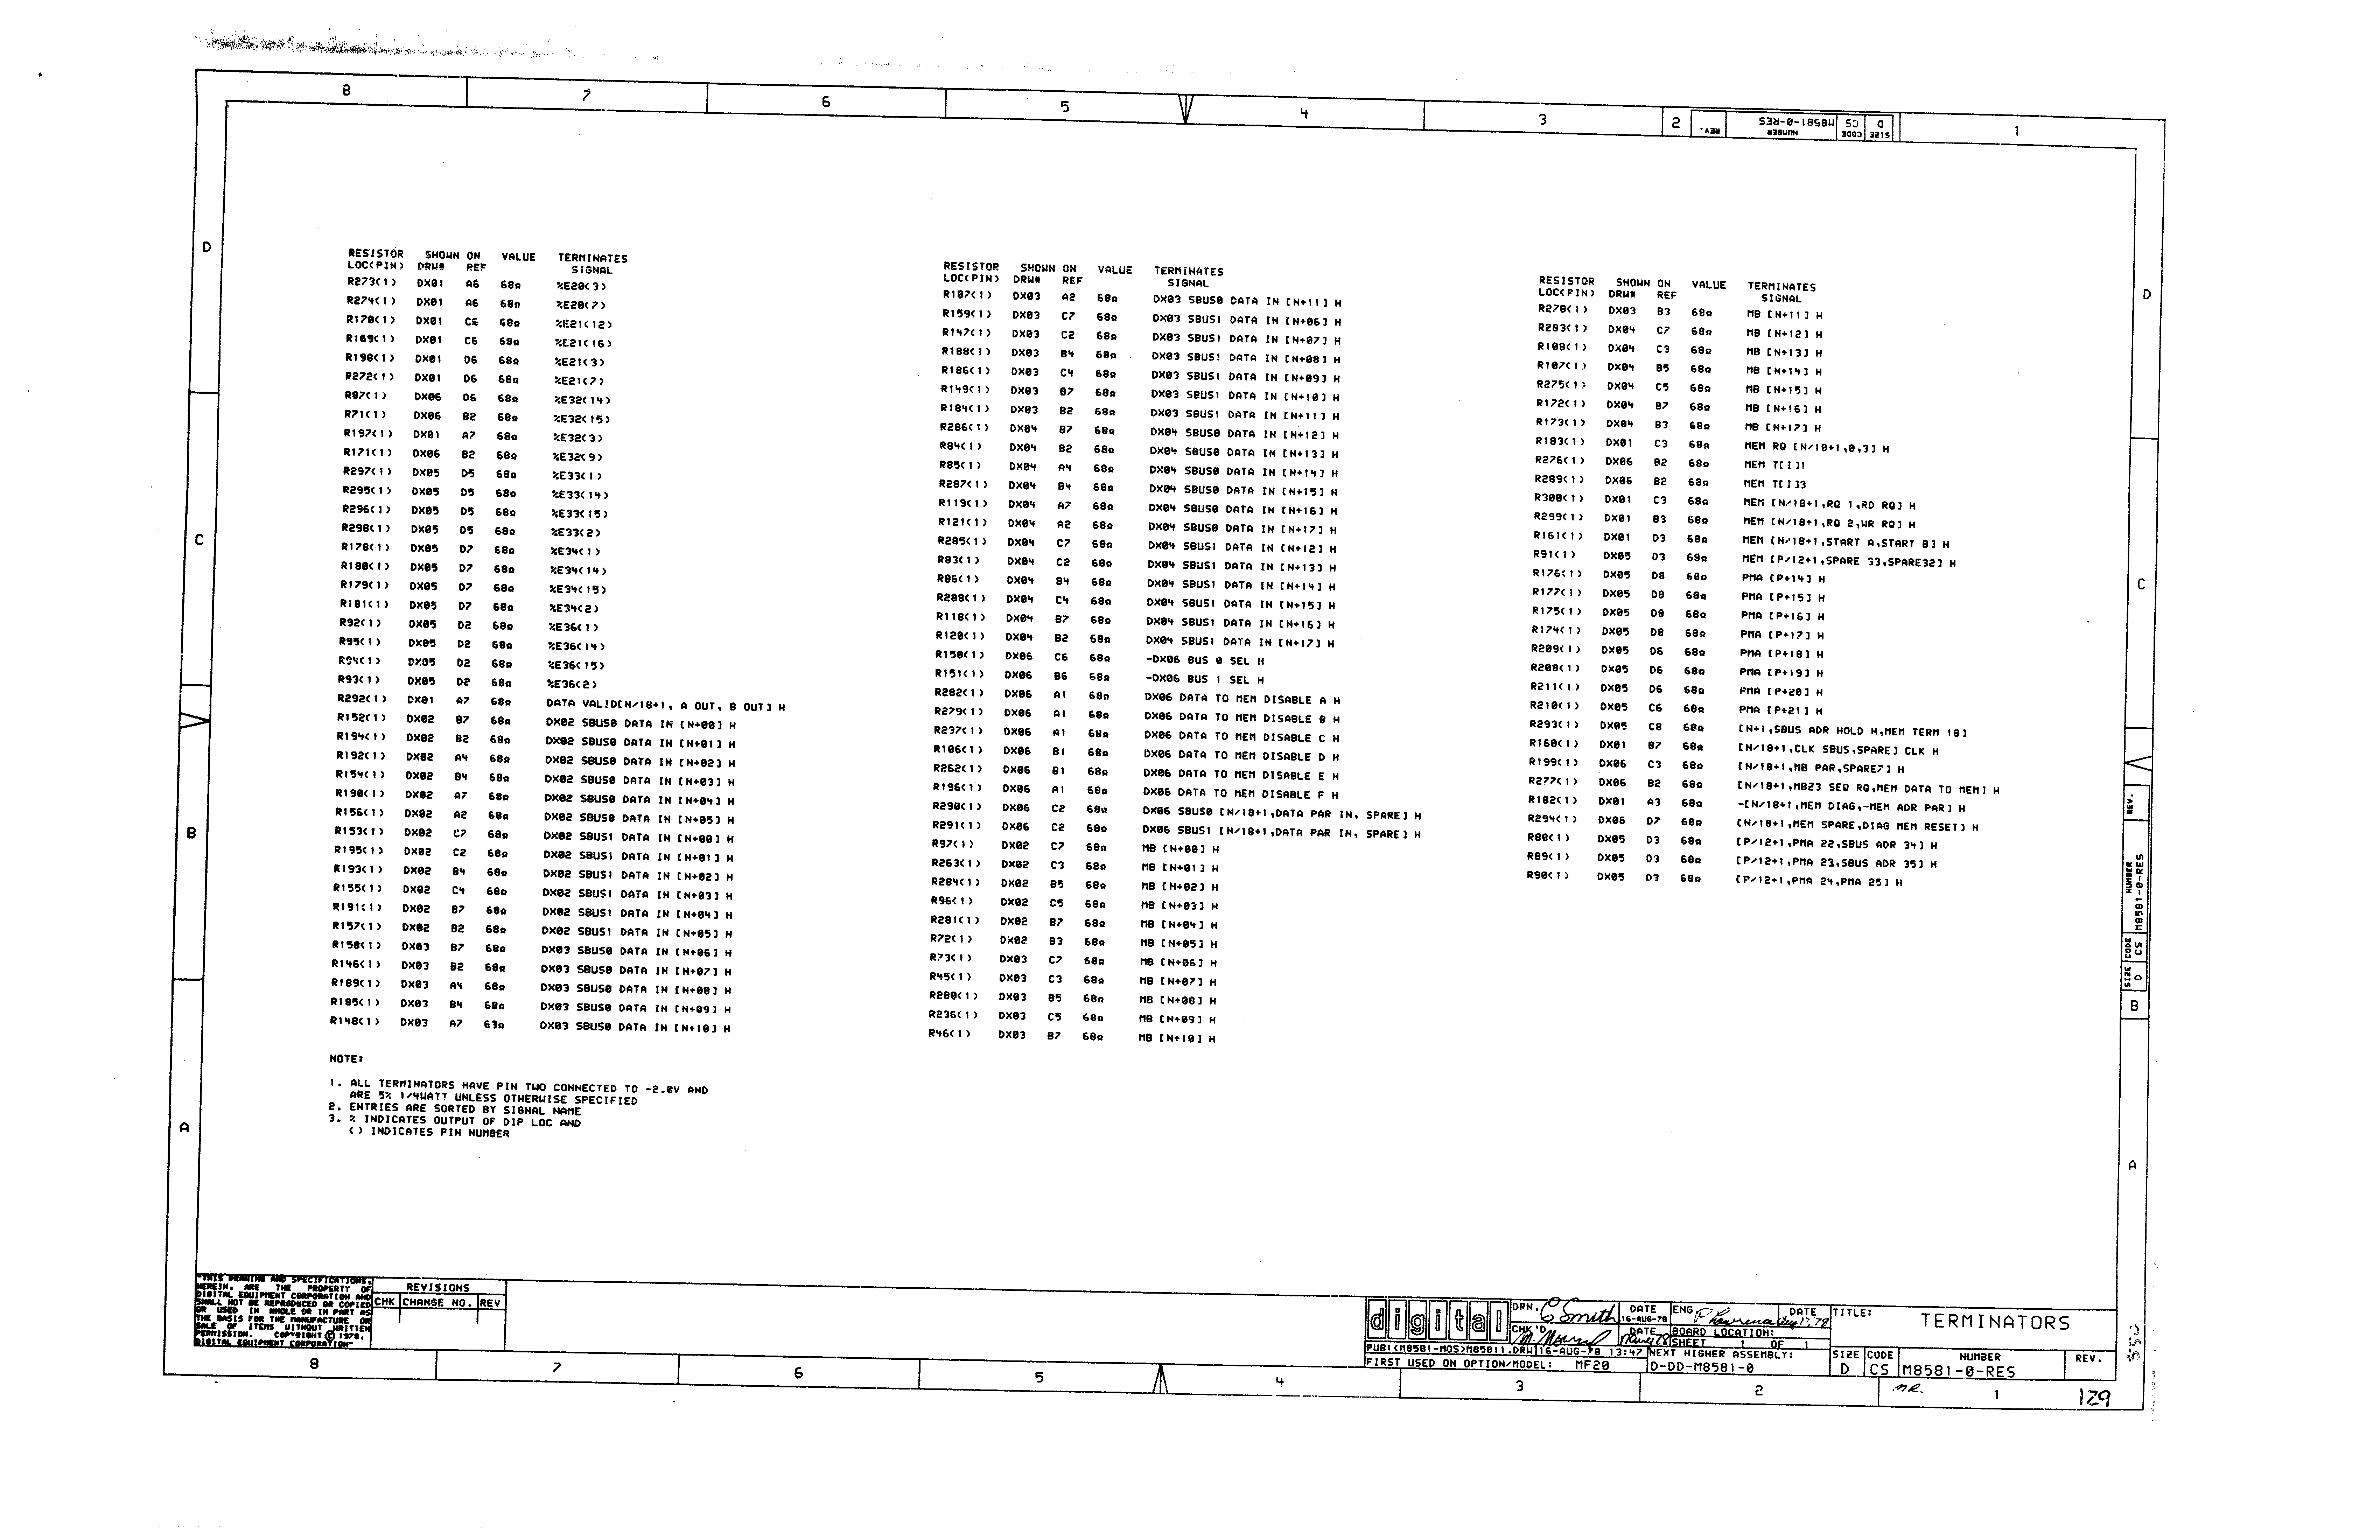 8 7 6 5 4 3 2 1
REV. NUMBER CODE SIZE
M8581-0-RES CS D
RESISTOR SHOWN ON VALUE TERMINATES
LOC(PIN) DRW# REF SIGNAL
R273(1) DX01 A6 68Ω %E20(3)
R274(1) DX01 A6 68Ω %E20(7)
R170(1) DX01 C6 68Ω %E21(12)
R169(1) DX01 C6 68Ω %E21(16)
R198(1) DX01 D6 68Ω %E21(3)
R272(1) DX01 D6 68Ω %E21(7)
R87(1) DX06 D6 68Ω %E32(14)
R71(1) DX06 B2 68Ω %E32(15)
R197(1) DX01 A7 68Ω %E32(3)
R171(1) DX06 B2 68Ω %E32(9)
R297(1) DX05 D5 68Ω %E33(1)
R295(1) DX05 D5 68Ω %E33(14)
R296(1) DX05 D5 68Ω %E33(15)
R298(1) DX05 D5 68Ω %E33(2)
R178(1) DX05 D7 68Ω %E34(1)
R180(1) DX05 D7 68Ω %E34(14)
R179(1) DX05 D7 68Ω %E34(15)
R181(1) DX05 D7 68Ω %E34(2)
R92(1) DX05 D2 68Ω %E36(1)
R95(1) DX05 D2 68Ω %E36(14)
R94(1) DX05 D2 68Ω %E36(15)
R93(1) DX05 D2 68Ω %E36(2)
R292(1) DX01 A7 68Ω DATA VALID[N/18+1, A OUT, B OUT] H
R152(1) DX02 B7 68Ω DX02 SBUS0 DATA IN [N+00] H
R194(1) DX02 B2 68Ω DX02 SBUS0 DATA IN [N+01] H
R192(1) DX02 A4 68Ω DX02 SBUS0 DATA IN [N+02] H
R154(1) DX02 B4 68Ω DX02 SBUS0 DATA IN [N+03] H
R190(1) DX02 A7 68Ω DX02 SBUS0 DATA IN [N+04] H
R156(1) DX02 A2 68Ω DX02 SBUS0 DATA IN [N+05] H
R153(1) DX02 C7 68Ω DX02 SBUS1 DATA IN [N+00] H
R195(1) DX02 C2 68Ω DX02 SBUS1 DATA IN [N+01] H
R193(1) DX02 B4 68Ω DX02 SBUS1 DATA IN [N+02] H
R155(1) DX02 C4 68Ω DX02 SBUS1 DATA IN [N+03] H
R191(1) DX02 B7 68Ω DX02 SBUS1 DATA IN [N+04] H
R157(1) DX02 B2 68Ω DX02 SBUS1 DATA IN [N+05] H
R158(1) DX03 B7 68Ω DX03 SBUS0 DATA IN [N+06] H
R146(1) DX03 B2 68Ω DX03 SBUS0 DATA IN [N+07] H
R189(1) DX03 A4 68Ω DX03 SBUS0 DATA IN [N+08] H
R185(1) DX03 B4 68Ω DX03 SBUS0 DATA IN [N+09] H
R148(1) DX03 A7 63Ω DX03 SBUS0 DATA IN [N+10] H
RESISTOR SHOWN ON VALUE TERMINATES
LOC(PIN) DRW# REF SIGNAL
R187(1) DX03 A2 68Ω DX03 SBUS0 DATA IN [N+11] H
R159(1) DX03 C7 68Ω DX03 SBUS1 DATA IN [N+06] H
R147(1) DX03 C2 68Ω DX03 SBUS1 DATA IN [N+07] H
R188(1) DX03 B4 68Ω DX03 SBUS1 DATA IN [N+08] H
R186(1) DX03 C4 68Ω DX03 SBUS1 DATA IN [N+09] H
R149(1) DX03 B7 68Ω DX03 SBUS1 DATA IN [N+10] H
R184(1) DX03 B2 68Ω DX03 SBUS1 DATA IN [N+11] H
R286(1) DX04 B7 68Ω DX04 SBUS0 DATA IN [N+12] H
R84(1) DX04 B2 68Ω DX04 SBUS0 DATA IN [N+13] H
R85(1) DX04 A4 68Ω DX04 SBUS0 DATA IN [N+14] H
R287(1) DX04 B4 68Ω DX04 SBUS0 DATA IN [N+15] H
R119(1) DX04 A7 68Ω DX04 SBUS0 DATA IN [N+16] H
R121(1) DX04 A2 68Ω DX04 SBUS0 DATA IN [N+17] H
R285(1) DX04 C7 68Ω DX04 SBUS1 DATA IN [N+12] H
R83(1) DX04 C2 68Ω DX04 SBUS1 DATA IN [N+13] H
R86(1) DX04 B4 68Ω DX04 SBUS1 DATA IN [N+14] H
R288(1) DX04 C4 68Ω DX04 SBUS1 DATA IN [N+15] H
R118(1) DX04 B7 68Ω DX04 SBUS1 DATA IN [N+16] H
R120(1) DX04 B2 68Ω DX04 SBUS1 DATA IN [N+17] H
R150(1) DX06 C6 68Ω -DX06 BUS 0 SEL H
R151(1) DX06 B6 68Ω -DX06 BUS 1 SEL H
R282(1) DX06 A1 68Ω DX06 DATA TO MEM DISABLE A H
R279(1) DX06 A1 68Ω DX06 DATA TO MEM DISABLE B H
R237(1) DX06 A1 68Ω DX06 DATA TO MEM DISABLE C H
R106(1) DX06 B1 68Ω DX06 DATA TO MEM DISABLE D H
R262(1) DX06 B1 68Ω DX06 DATA TO MEM DISABLE E H
R196(1) DX06 A1 68Ω DX06 DATA TO MEM DISABLE F H
R290(1) DX06 C2 68Ω DX06 SBUS0 [N/18+1,DATA PAR IN, SPARE] H
R291(1) DX06 C2 68Ω DX06 SBUS1 [N/18+1,DATA PAR IN, SPARE] H
R97(1) DX02 C7 68Ω MB [N+00] H
R263(1) DX02 C3 68Ω MB [N+01] H
R284(1) DX02 B5 68Ω MB [N+02] H
R96(1) DX02 C5 68Ω MB [N+03] H
R281(1) DX02 B7 68Ω MB [N+04] H
R72(1) DX02 B3 68Ω MB [N+05] H
R73(1) DX03 C7 68Ω MB [N+06] H
R45(1) DX03 C3 68Ω MB [N+07] H
R280(1) DX03 B5 68Ω MB [N+08] H
R236(1) DX03 C5 68Ω MB [N+09] H
R46(1) DX03 B7 68Ω MB [N+10] H
RESISTOR SHOWN ON VALUE TERMINATES
LOC(PIN) DRW# REF SIGNAL
R278(1) DX03 B3 68Ω MB [N+11] H
R283(1) DX04 C7 68Ω MB [N+12] H
R108(1) DX04 C3 68Ω MB [N+13] H
R107(1) DX04 B5 68Ω MB [N+14] H
R275(1) DX04 C5 68Ω MB [N+15] H
R172(1) DX04 B7 68Ω MB [N+16] H
R173(1) DX04 B3 68Ω MB [N+17] H
R183(1) DX01 C3 68Ω MEM RQ [N/18+1,0,3] H
R276(1) DX06 B2 68Ω MEM T[1]1
R289(1) DX06 B2 68Ω MEM T[1]3
R300(1) DX01 C3 68Ω MEM [N/18+1,RQ 1,RD RQ] H
R299(1) DX01 B3 68Ω MEM [N/18+1,RQ 2,WR RQ] H
R161(1) DX01 D3 68Ω MEM [N/18+1,START A,START B] H
R91(1) DX05 D3 68Ω MEM [P/12+1,SPARE 33,SPARE32] H
R176(1) DX05 D8 68Ω PMA [P+14] H
R177(1) DX05 D8 68Ω PMA [P+15] H
R175(1) DX05 D8 68Ω PMA [P+16] H
R174(1) DX05 D8 68Ω PMA [P+17] H
R209(1) DX05 D6 68Ω PMA [P+18] H
R208(1) DX05 D6 68Ω PMA [P+19] H
R211(1) DX05 D6 68Ω PMA [P+20] H
R210(1) DX05 C6 68Ω PMA [P+21] H
R293(1) DX05 C8 68Ω [N+1,SBUS ADR HOLD H,MEM TERM 18]
R160(1) DX01 B7 68Ω [N/18+1,CLK SBUS,SPARE] CLK H
R199(1) DX06 C3 68Ω [N/18+1,MB PAR,SPARE7] H
R277(1) DX06 B2 68Ω [N/18+1,MB23 SEQ RQ,MEM DATA TO MEM] H
R182(1) DX01 A3 68Ω -[N/18+1,MEM DIAG,-MEM ADR PAR] H
R294(1) DX06 D7 68Ω [N/18+1,MEM SPARE,DIAG MEM RESET] H
R88(1) DX05 D3 68Ω [P/12+1,PMA 22,SBUS ADR 34] H
R89(1) DX05 D3 68Ω [P/12+1,PMA 23,SBUS ADR 35] H
R90(1) DX05 D3 68Ω [P/12+1,PMA 24,PMA 25] H
NOTE:
1. ALL TERMINATORS HAVE PIN TWO CONNECTED TO -2.0V AND
ARE 5% 1/4WATT UNLESS OTHERWISE SPECIFIED
2. ENTRIES ARE SORTED BY SIGNAL NAME
3. % INDICATES OUTPUT OF DIP LOC AND
() INDICATES PIN NUMBER
D
C
B
A
D
C
B
A
SIZE CODE NUMBER REV.
D CS M8581-0-RES
"THIS DRAWING AND SPECIFICATIONS,
HEREIN, ARE THE PROPERTY OF
DIGITAL EQUIPMENT CORPORATION AND
SHALL NOT BE REPRODUCED OR COPIED
OR USED IN WHOLE OR IN PART AS
THE BASIS FOR THE MANUFACTURE OR
SALE OF ITEMS WITHOUT WRITTEN
PERMISSION. COPYRIGHT © 1978,
DIGITAL EQUIPMENT CORPORATION"
REVISIONS
CHK CHANGE NO. REV
digital
DRN. C Smith DATE 16-AUG-78 ENG DATE
CHK'D DATE BOARD LOCATION:
SHEET 1 OF 1
PUB:<M8581-MOS>M85811.DRW 16-AUG-78 13:47 NEXT HIGHER ASSEMBLY:
FIRST USED ON OPTION/MODEL: MF20 D-DD-M8581-0
TITLE: TERMINATORS
SIZE CODE NUMBER REV.
D CS M8581-0-RES
8 7 6 5 4 3 2 1
129